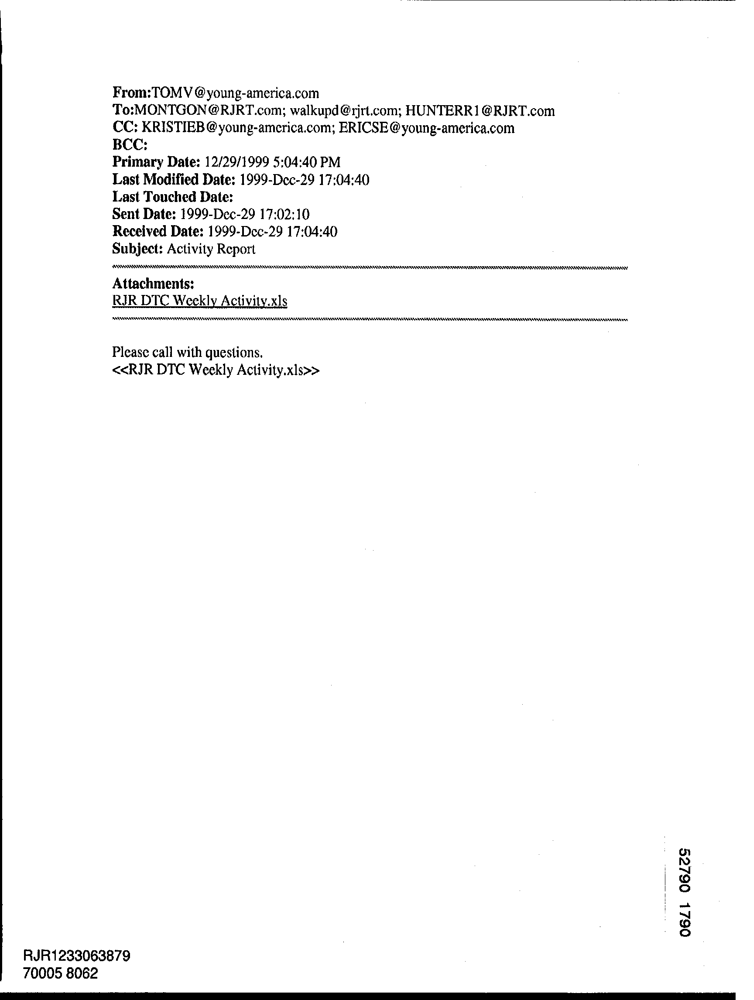 From:TOMV@young-america.com
To:MONTGON@RJRT.com; walkupd@rjrt.com; HUNTERR1@RJRT.com
CC: KRISTIEB@young-america.com; ERICSE@young-america.com
BCC:
Primary Date: 12/29/1999 5:04:40 PM
Last Modified Date: 1999-Dec-29 17:04:40
Last Touched Date:
Sent Date: 1999-Dec-29 17:02:10
Received Date: 1999-Dec-29 17:04:40
Subject: Activity Report
Attachments:
RJR DTC Weekly Activity.xls
Please call with questions.
<<RJR DTC Weekly Activity.xls>>
52790 1790
RJR1233063879
70005 8062